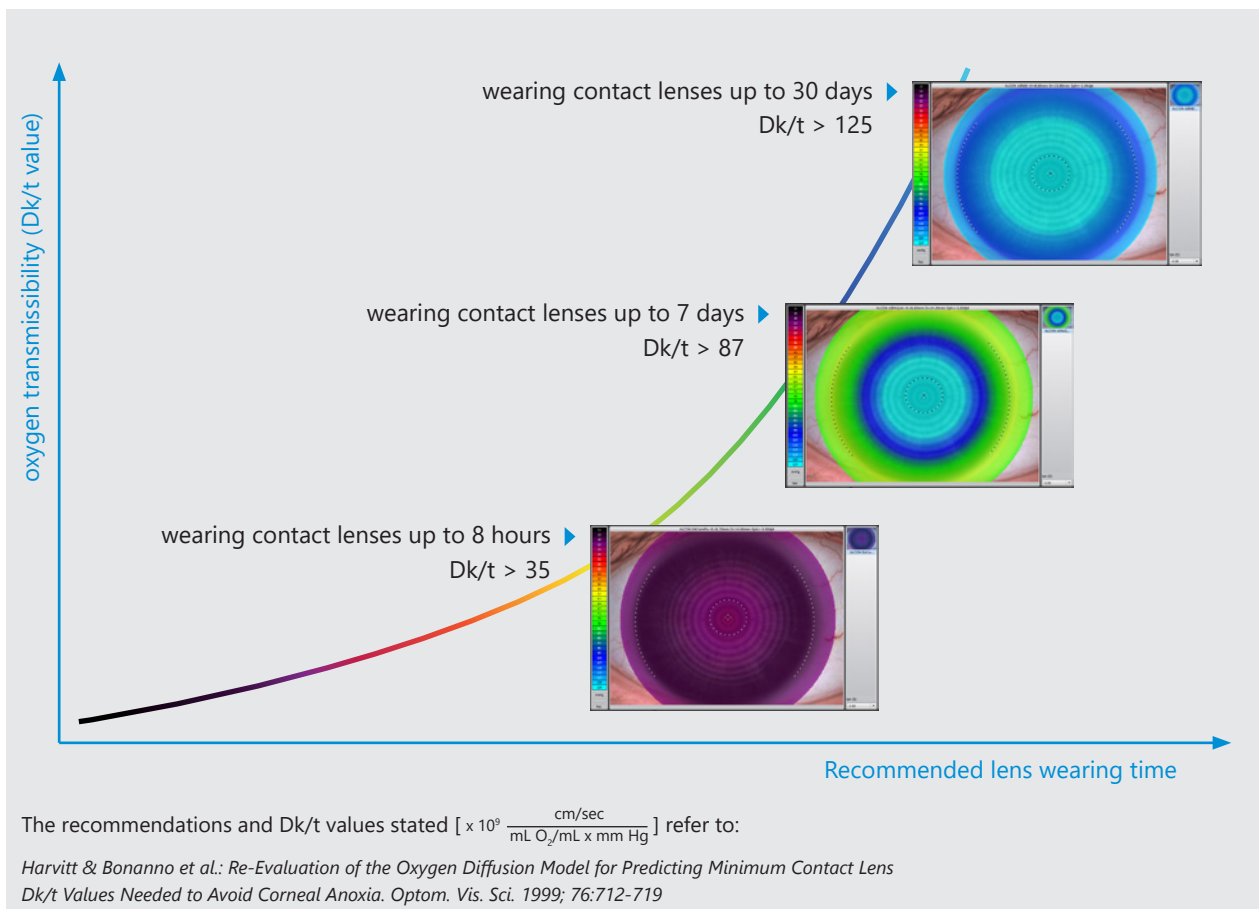 oxygen transmissibility (Dk/t value)
wearing contact lenses up to 30 days
Dk/t > 125
wearing contact lenses up to 7 days
Dk/t > 87
wearing contact lenses up to 8 hours
Dk/t > 35
Recommended lens wearing time
The recommendations and Dk/t values stated [ x 10⁹ cm/sec / mL O₂/mL x mm Hg ] refer to:
Harvitt & Bonanno et al.: Re-Evaluation of the Oxygen Diffusion Model for Predicting Minimum Contact Lens
Dk/t Values Needed to Avoid Corneal Anoxia. Optom. Vis. Sci. 1999; 76:712-719